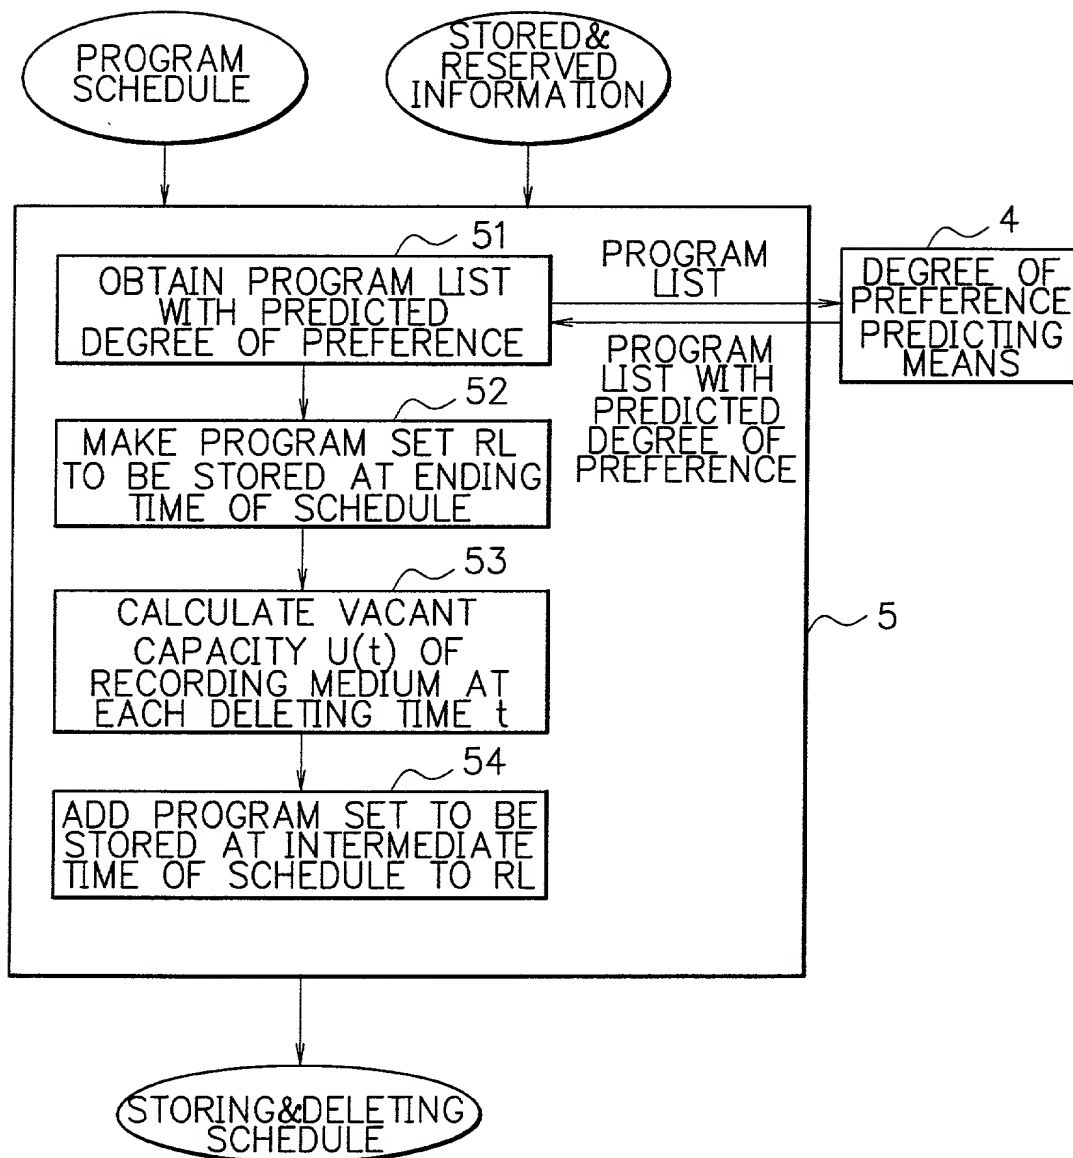 PROGRAM
SCHEDULE
STORED&
RESERVED
INFORMATION
51
OBTAIN PROGRAM LIST
WITH PREDICTED
DEGREE OF PREFERENCE
PROGRAM
LIST
4
DEGREE OF
PREFERENCE
PREDICTING
MEANS
PROGRAM
LIST WITH
PREDICTED
DEGREE OF
PREFERENCE
52
MAKE PROGRAM SET RL
TO BE STORED AT ENDING
TIME OF SCHEDULE
53
CALCULATE VACANT
CAPACITY U(t) OF
RECORDING MEDIUM AT
EACH DELETING TIME t
5
54
ADD PROGRAM SET TO BE
STORED AT INTERMEDIATE
TIME OF SCHEDULE TO RL
STORING&DELETING
SCHEDULE